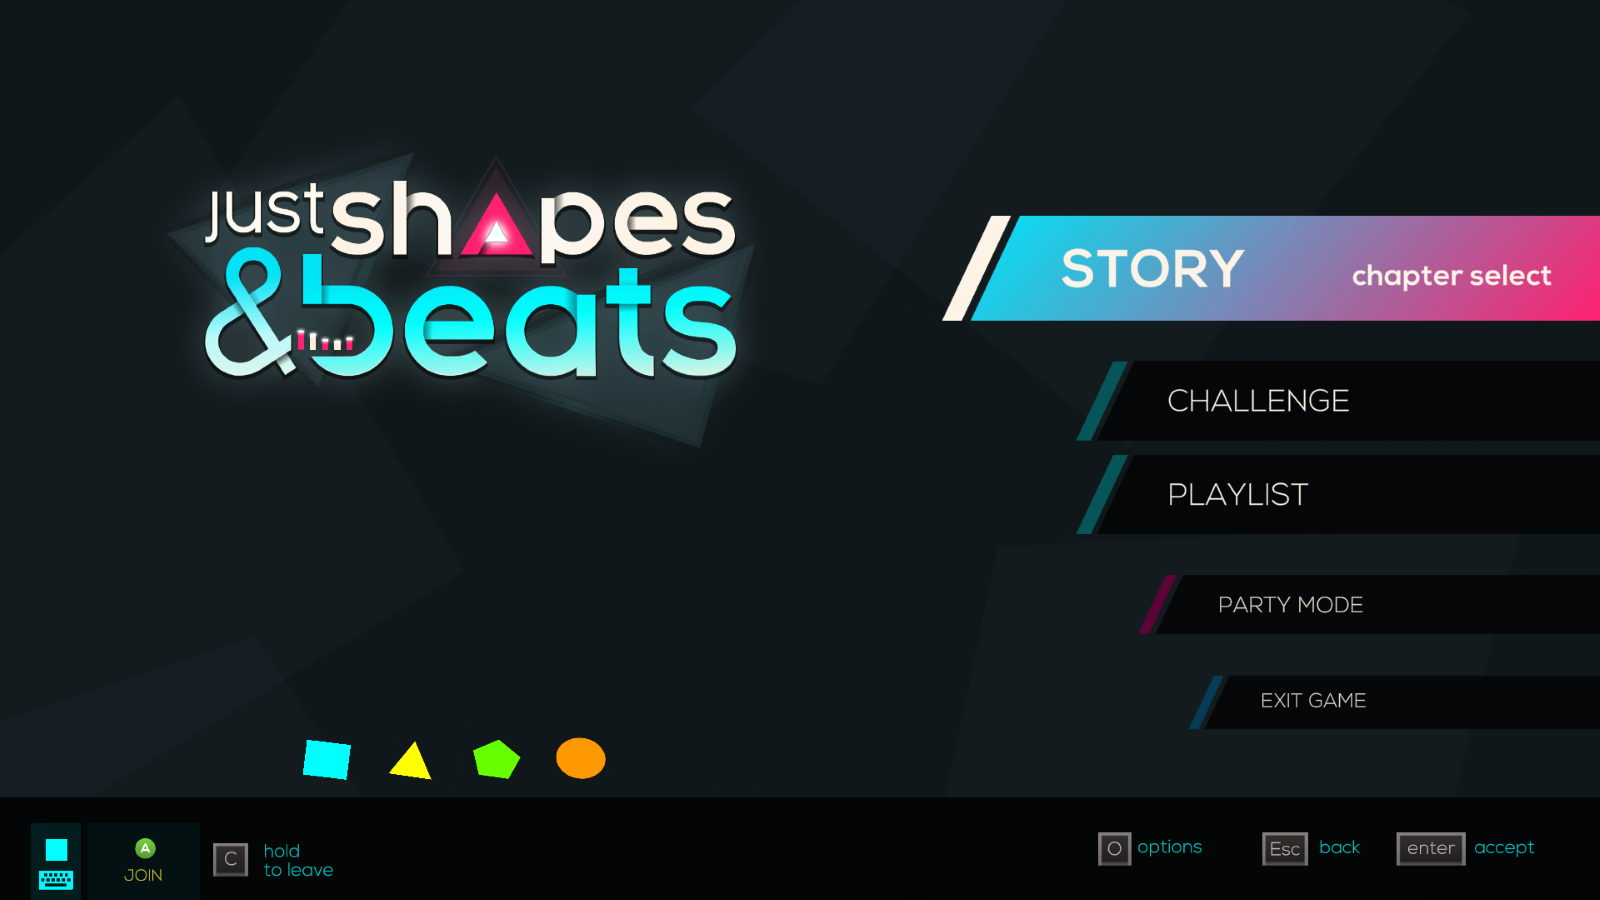 just shapes
& beats
STORY chapter select
CHALLENGE
PLAYLIST
PARTY MODE
EXIT GAME
A
JOIN
C hold
to leave
O options
Esc back
enter accept